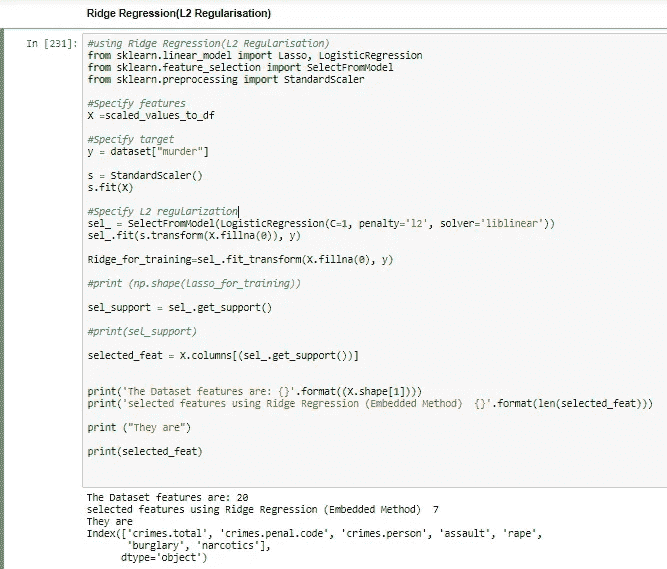 Ridge Regression(L2 Regularisation)
In [231]:
#using Ridge Regression(L2 Regularisation)
from sklearn.linear_model import Lasso, LogisticRegression
from sklearn.feature_selection import SelectFromModel
from sklearn.preprocessing import StandardScaler
#Specify features
X =scaled_values_to_df
#Specify target
y = dataset["murder"]
s = StandardScaler()
s.fit(X)
#Specify L2 regularization
sel_ = SelectFromModel(LogisticRegression(C=1, penalty='l2', solver='liblinear'))
sel_.fit(s.transform(X.fillna(0)), y)
Ridge_for_training=sel_.fit_transform(X.fillna(0), y)
#print (np.shape(Lasso_for_training))
sel_support = sel_.get_support()
#print(sel_support)
selected_feat = X.columns[(sel_.get_support())]
print('The Dataset features are: {}'.format((X.shape[1])))
print('selected features using Ridge Regression (Embedded Method)  {}'.format(len(selected_feat)))
print ("They are")
print(selected_feat)
The Dataset features are: 20
selected features using Ridge Regression (Embedded Method)  7
They are
Index(['crimes.total', 'crimes.penal.code', 'crimes.person', 'assault', 'rape',
'burglary', 'narcotics'],
dtype='object')